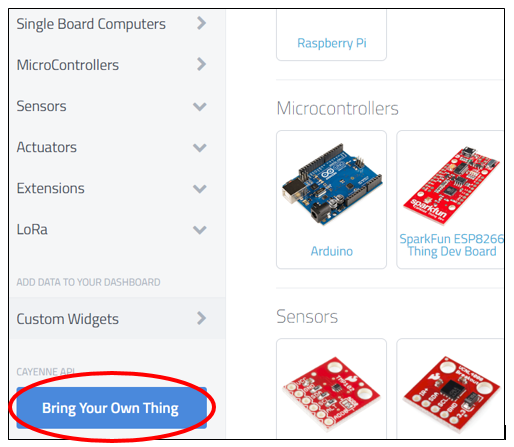 Single Board Computers
MicroControllers
Sensors
Actuators
Extensions
LoRa
ADD DATA TO YOUR DASHBOARD
Custom Widgets
CAYENNE API
Bring Your Own Thing
Raspberry Pi
Microcontrollers
Arduino
sparkfun
SparkFun ESP8266
Thing Dev Board
Sensors